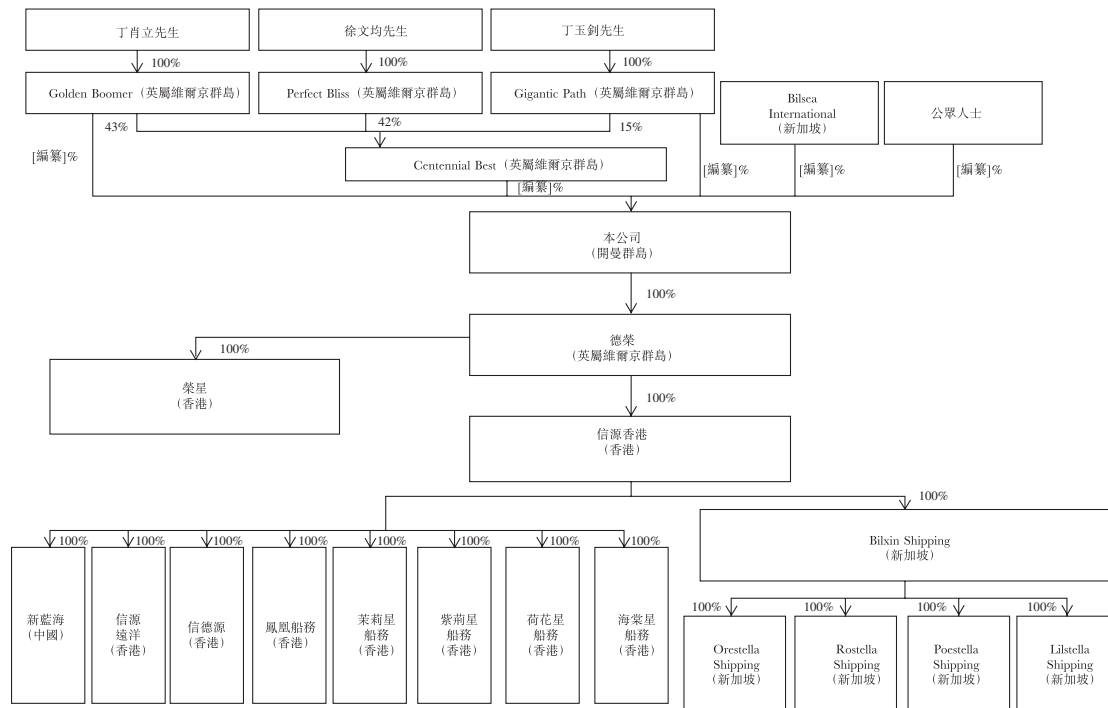 丁肖立先生
徐文均先生
丁玉釗先生
100%
100%
100%
Golden Boomer（英屬維爾京群島）
Perfect Bliss（英屬維爾京群島）
Gigantic Path（英屬維爾京群島）
Bilsea
International
（新加坡）
公眾人士
43%
42%
15%
Centennial Best（英屬維爾京群島）
[編纂]%
[編纂]%
[編纂]%
[編纂]%
[編纂]%
本公司
（開曼群島）
100%
德榮
（英屬維爾京群島）
100%
榮星
（香港）
100%
信源香港
（香港）
100%
Bilxin Shipping
（新加坡）
100%
100%
100%
100%
100%
100%
100%
100%
新藍海
（中國）
信源
遠洋
（香港）
信德源
（香港）
鳳凰船務
（香港）
茉莉星
船務
（香港）
紫荊星
船務
（香港）
荷花星
船務
（香港）
海棠星
船務
（香港）
100%
100%
100%
100%
Orestella
Shipping
（新加坡）
Rostella
Shipping
（新加坡）
Poestella
Shipping
（新加坡）
Lilstella
Shipping
（新加坡）